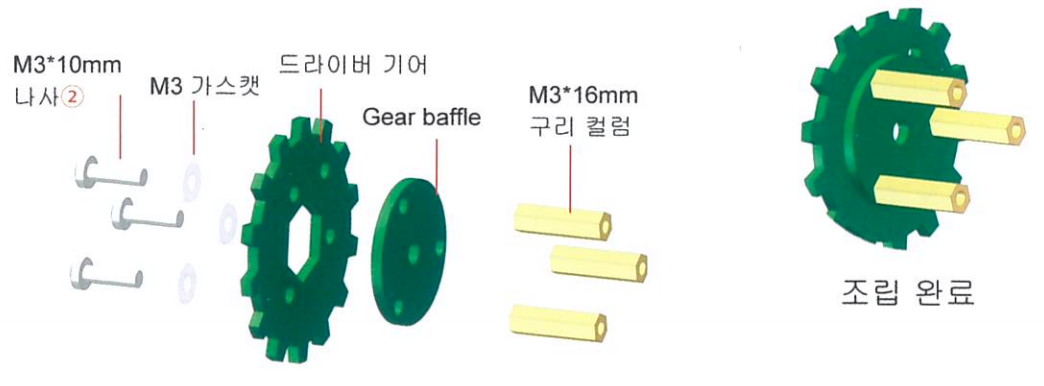 M3*10mm
나사②
M3 가스캣
드라이버 기어
Gear baffle
M3*16mm
구리 컬럼
조립 완료